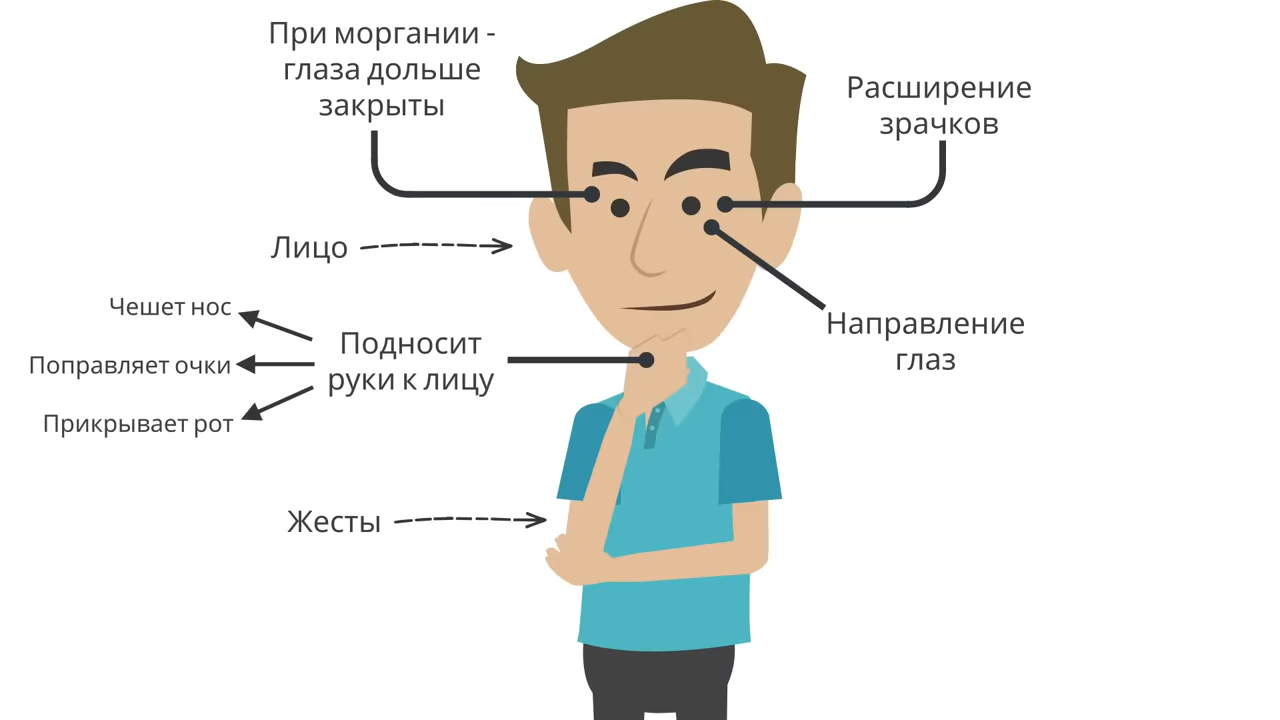 При моргании -
глаза дольше
закрыты
Расширение
зрачков
Лицо
Чешет нос
Поправляет очки
Прикрывает рот
Подносит
руки к лицу
Направление
глаз
Жесты